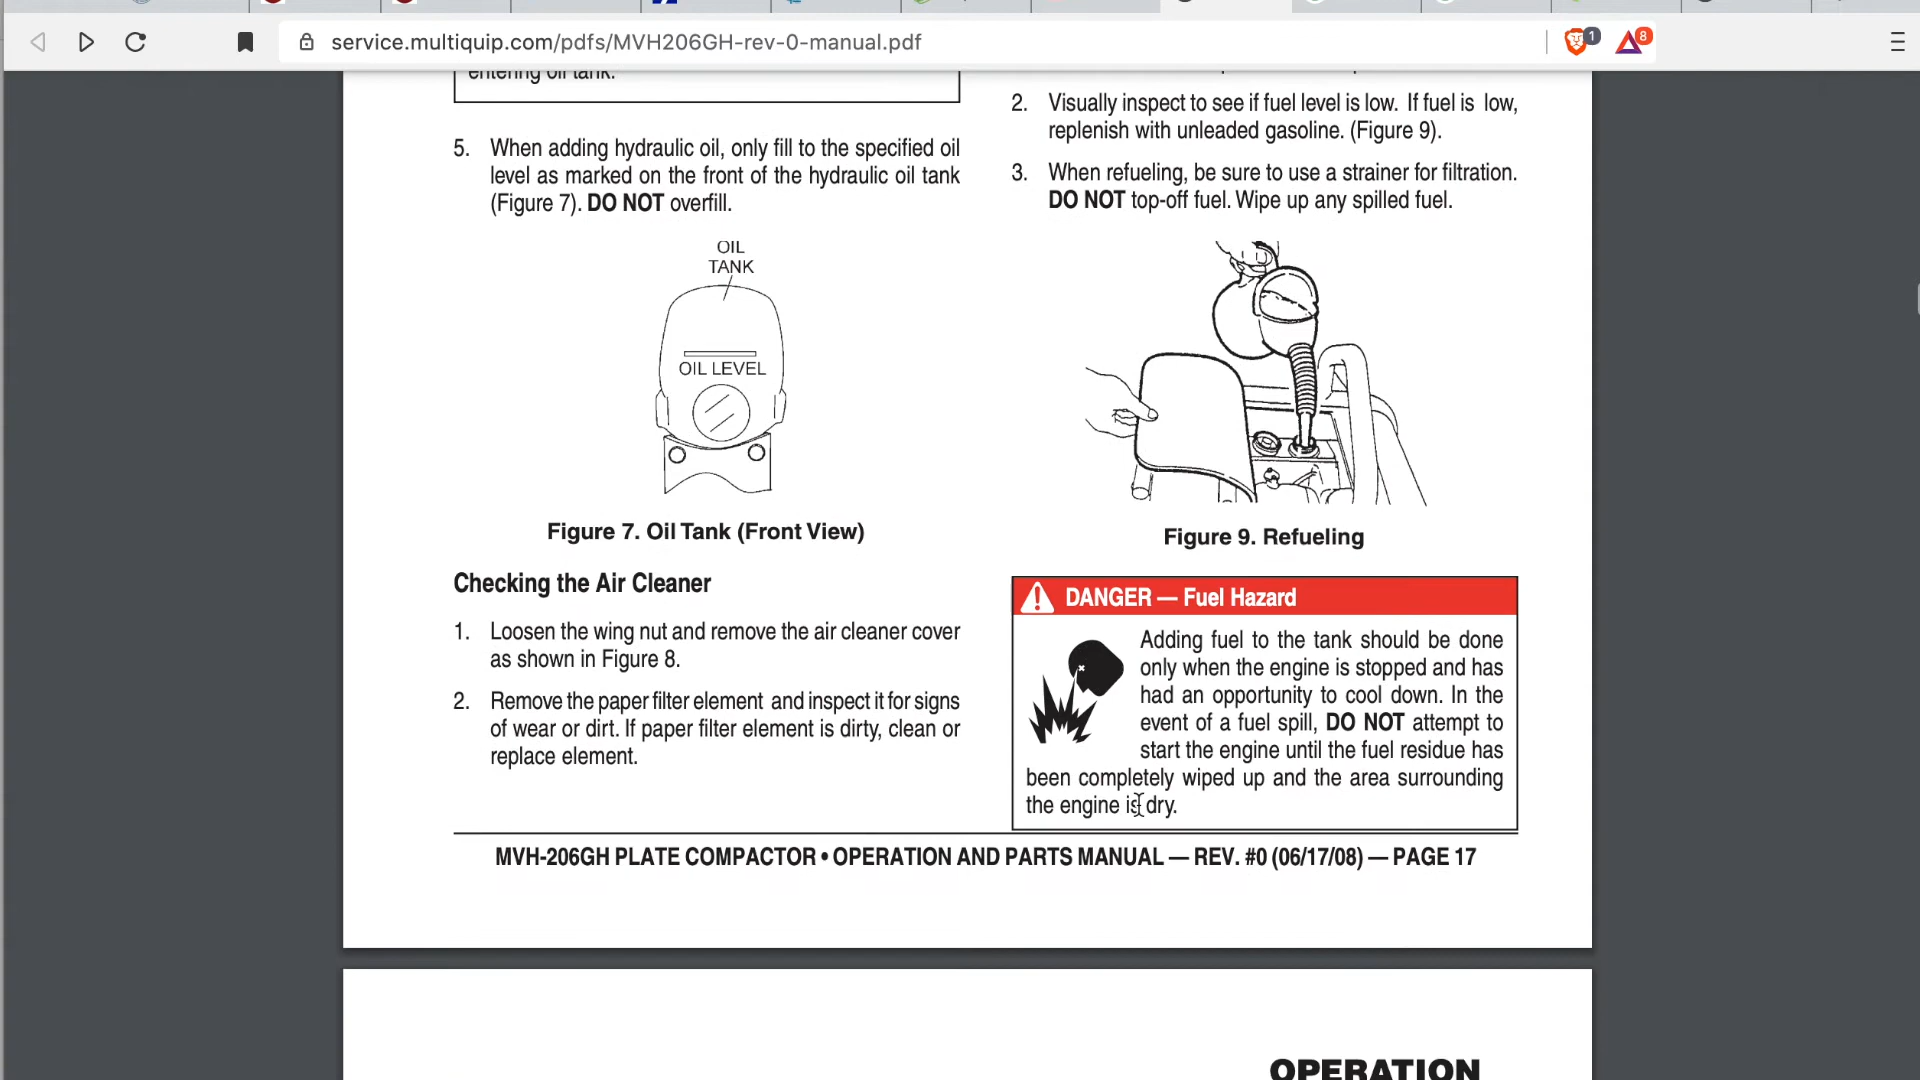 service.multiquip.com/pdfs/MVH206GH-rev-0-manual.pdf
1
8
entering oil tank.
5. When adding hydraulic oil, only fill to the specified oil
level as marked on the front of the hydraulic oil tank
(Figure 7). DO NOT overfill.
OIL
TANK
OIL LEVEL
Figure 7. Oil Tank (Front View)
Checking the Air Cleaner
1. Loosen the wing nut and remove the air cleaner cover
as shown in Figure 8.
2. Remove the paper filter element and inspect it for signs
of wear or dirt. If paper filter element is dirty, clean or
replace element.
2. Visually inspect to see if fuel level is low. If fuel is low,
replenish with unleaded gasoline. (Figure 9).
3. When refueling, be sure to use a strainer for filtration.
DO NOT top-off fuel. Wipe up any spilled fuel.
Figure 9. Refueling
DANGER — Fuel Hazard
Adding fuel to the tank should be done
only when the engine is stopped and has
had an opportunity to cool down. In the
event of a fuel spill, DO NOT attempt to
start the engine until the fuel residue has
been completely wiped up and the area surrounding
the engine is dry.
MVH-206GH PLATE COMPACTOR • OPERATION AND PARTS MANUAL — REV. #0 (06/17/08) — PAGE 17
OPERATION